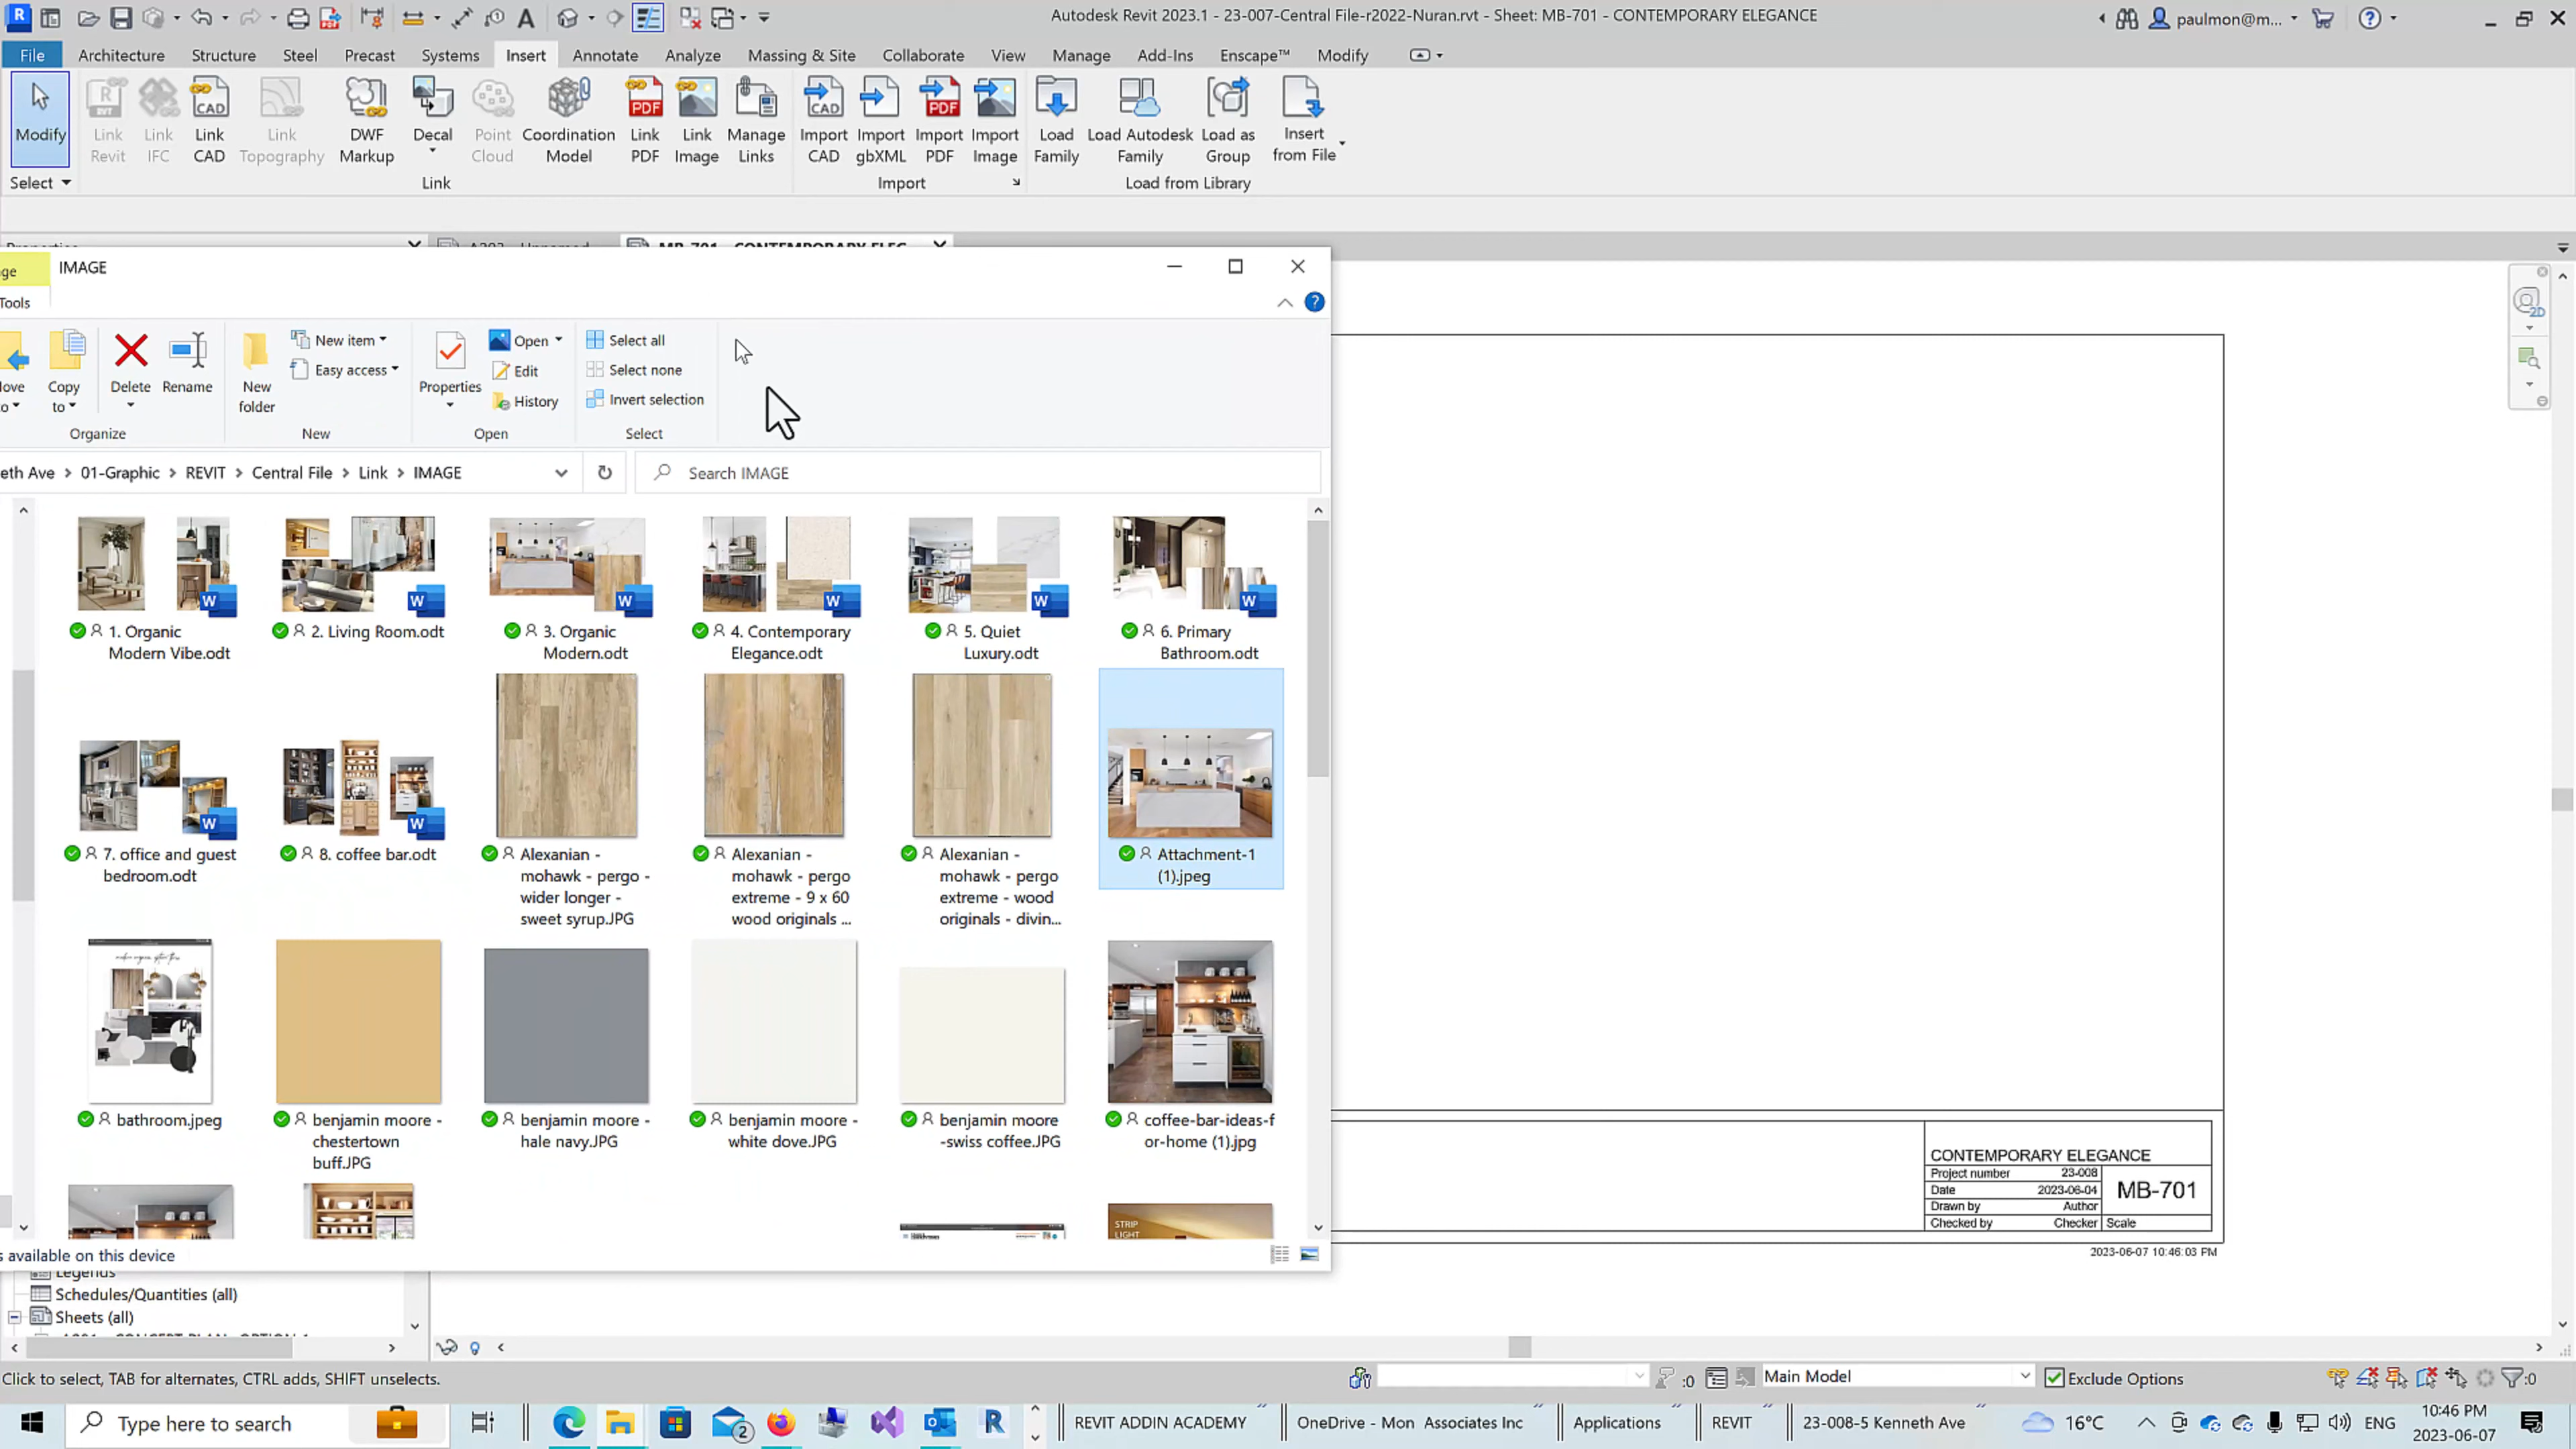 Autodesk Revit 2023.1 - 23-007-Central File-r2022-Nuran.rvt - Sheet: MB-701 - CONTEMPORARY ELEGANCE
paulmon@m...
File Architecture Structure Steel Precast Systems Insert Annotate Analyze Massing & Site Collaborate View Manage Add-Ins Enscape™ Modify
Modify
Link Revit
Link IFC
Link CAD
Link Topography
DWF Markup
Decal
Point Cloud
Coordination Model
Link PDF
Link Image
Manage Links
Import CAD
Import gbXML
Import PDF
Import Image
Load Family
Load Autodesk Family
Load as Group
Insert from File
Select
Link
Import
Load from Library
Properties
A202 - Unnamed
MB-701 - CONTEMPORARY ELEG...
IMAGE
Tools
Copy to
Delete
Rename
New folder
New item
Easy access
Properties
Open
Edit
History
Select all
Select none
Invert selection
Organize
New
Open
Select
eth Ave > 01-Graphic > REVIT > Central File > Link > IMAGE
Search IMAGE
1. Organic Modern Vibe.odt
2. Living Room.odt
3. Organic Modern.odt
4. Contemporary Elegance.odt
5. Quiet Luxury.odt
6. Primary Bathroom.odt
7. office and guest bedroom.odt
8. coffee bar.odt
Alexanian - mohawk - pergo - wider longer - sweet syrup.JPG
Alexanian - mohawk - pergo extreme - 9 x 60 wood originals ...
Alexanian - mohawk - pergo extreme - wood originals - divin...
Attachment-1 (1).jpeg
bathroom.jpeg
benjamin moore - chestertown buff.JPG
benjamin moore - hale navy.JPG
benjamin moore - white dove.JPG
benjamin moore -swiss coffee.JPG
coffee-bar-ideas-for-home (1).jpg
STRIP
LIGHT
s available on this device
Legends
Schedules/Quantities (all)
Sheets (all)
CONTEMPORARY ELEGANCE
Project number 23-008
Date 2023-06-04
Drawn by Author
Checked by Checker
MB-701
Scale
2023-06-07 10:46:03 PM
Click to select, TAB for alternates, CTRL adds, SHIFT unselects.
:0
Main Model
Exclude Options
:0
Type here to search
2
REVIT ADDIN ACADEMY
OneDrive - Mon Associates Inc
Applications
REVIT
23-008-5 Kenneth Ave
16°C
ENG
10:46 PM
2023-06-07